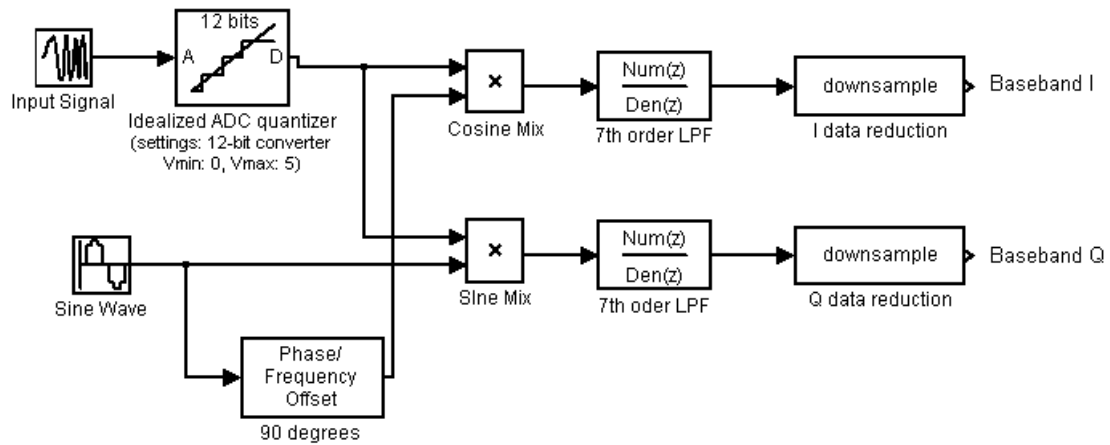 12 bits
A
D
Input Signal
Idealized ADC quantizer
(settings: 12-bit converter
Vmin: 0, Vmax: 5)
×
Cosine Mix
Num(z)
Den(z)
7th order LPF
downsample
I data reduction
Baseband I
Sine Wave
×
SIne Mix
Num(z)
Den(z)
7th oder LPF
downsample
Q data reduction
Baseband Q
Phase/
Frequency
Offset
90 degrees